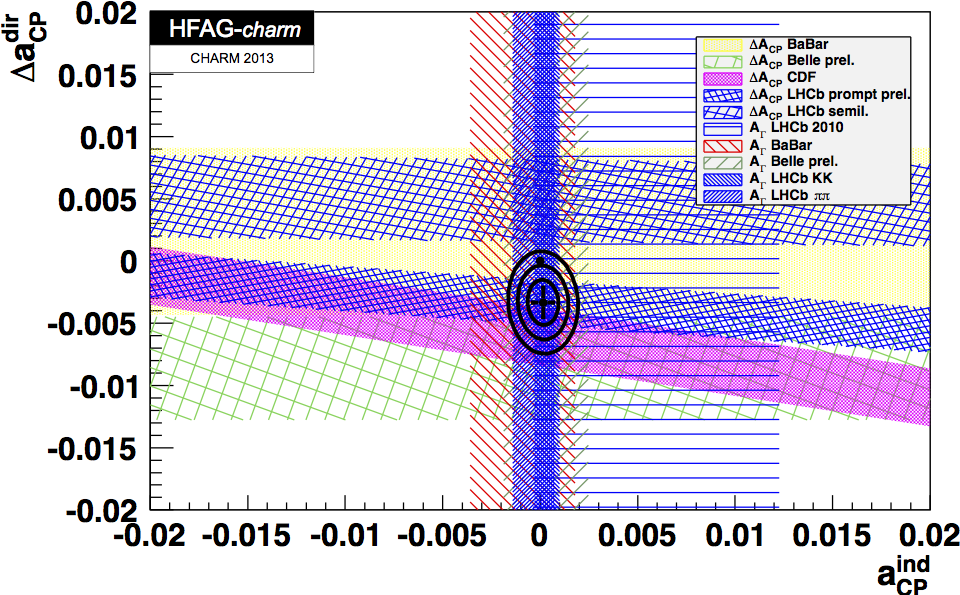 HFAG-charm
CHARM 2013
Δa_CP^dir
0.02
0.015
0.01
0.005
0
-0.005
-0.01
-0.015
-0.02
ΔA_CP BaBar
ΔA_CP Belle prel.
ΔA_CP CDF
ΔA_CP LHCb prompt prel.
ΔA_CP LHCb semil.
A_Γ LHCb 2010
A_Γ BaBar
A_Γ Belle prel.
A_Γ LHCb KK
A_Γ LHCb ππ
-0.02 -0.015 -0.01 -0.005 0 0.005 0.01 0.015 0.02
a_CP^ind